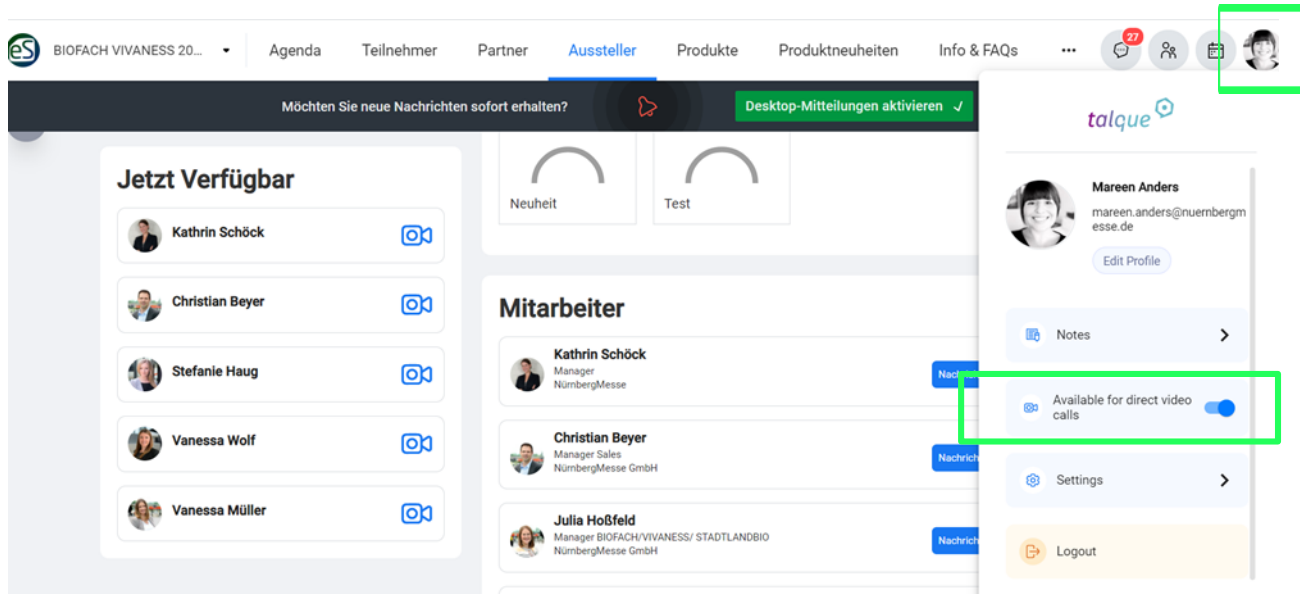 eS
BIOFACH VIVANESS 20...
Agenda
Teilnehmer
Partner
Aussteller
Produkte
Produktneuheiten
Info & FAQs
27
Möchten Sie neue Nachrichten sofort erhalten?
Desktop-Mitteilungen aktivieren
talque
Jetzt Verfügbar
Kathrin Schöck
Christian Beyer
Stefanie Haug
Vanessa Wolf
Vanessa Müller
Neuheit
Test
Mitarbeiter
Kathrin Schöck
Manager
NürnbergMesse
Christian Beyer
Manager Sales
NürnbergMesse GmbH
Nachrich
Julia Hoßfeld
Manager BIOFACH/VIVANESS/ STADTLANDBIO
NürnbergMesse GmbH
Nachrich
Mareen Anders
mareen.anders@nuernbergm
esse.de
Edit Profile
Notes
Available for direct video
calls
Settings
Logout